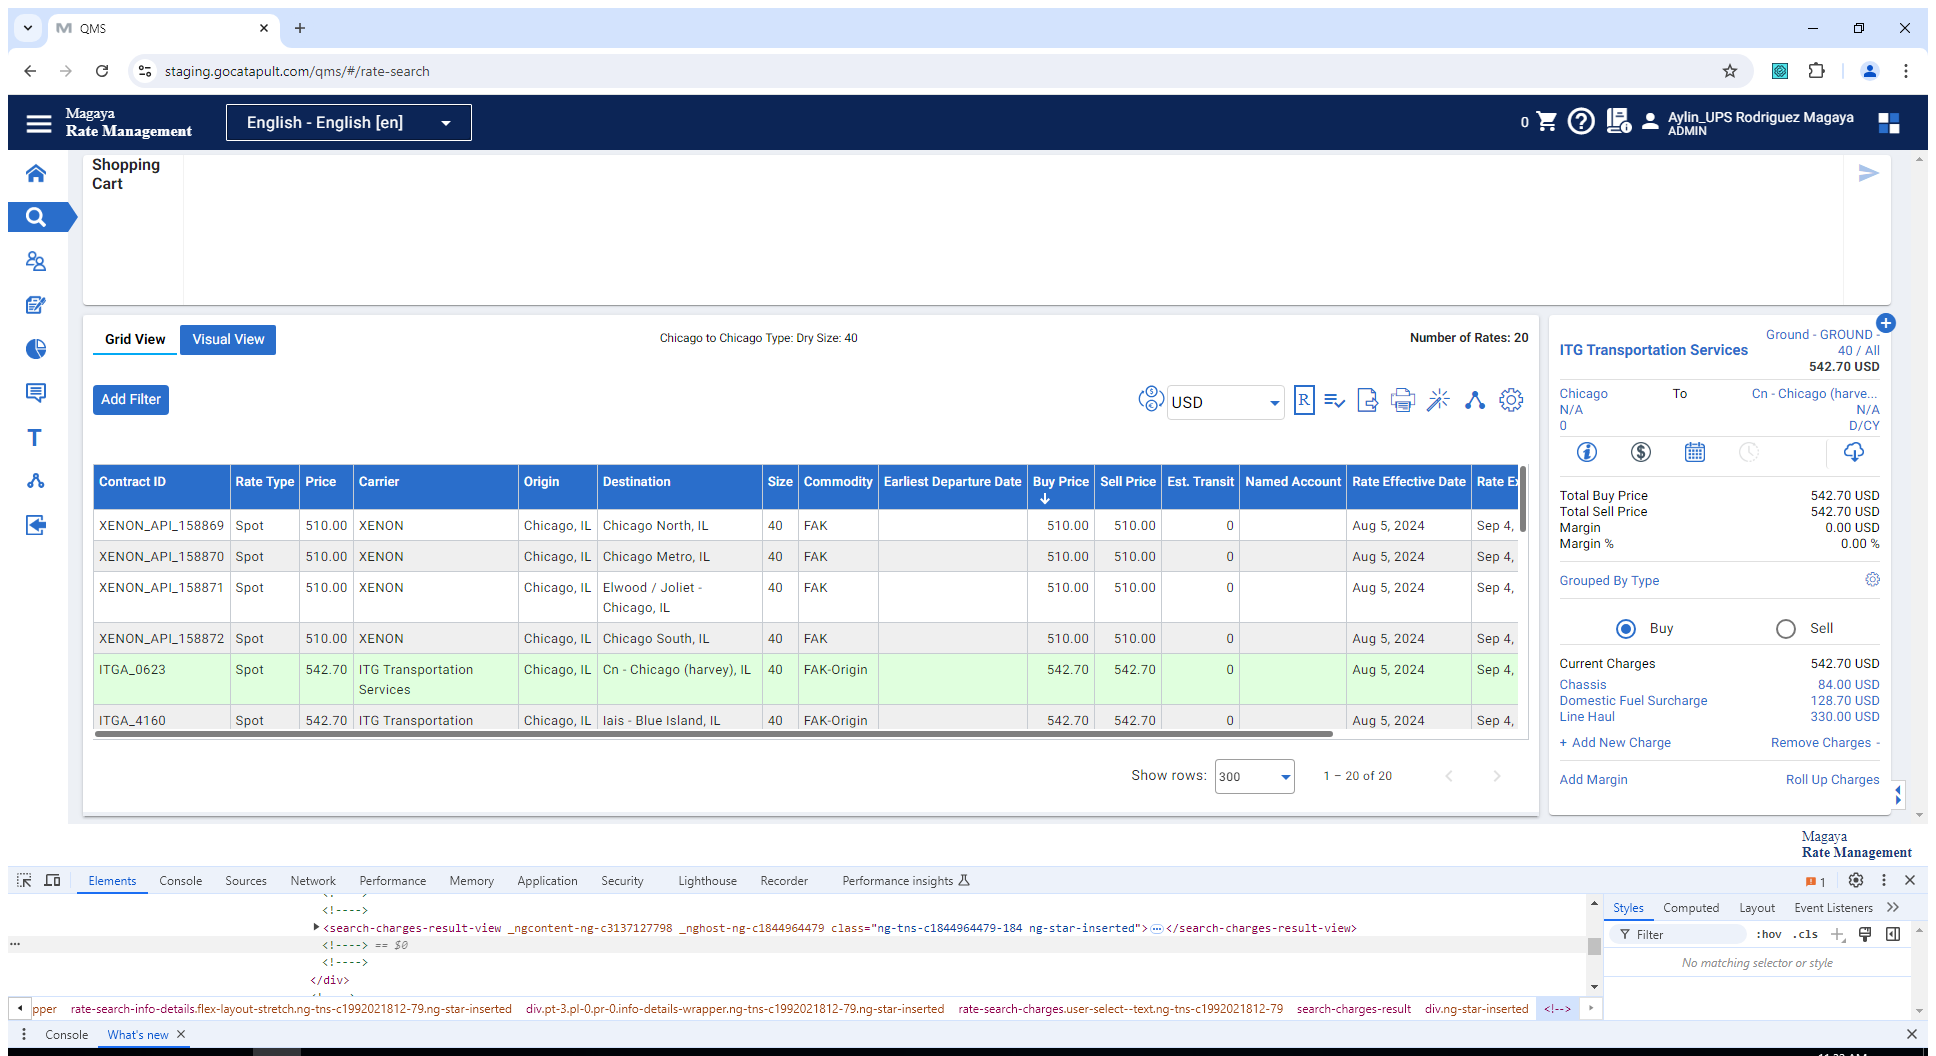 QMS
staging.gocatapult.com/qms/#/rate-search
Magaya
Rate Management
English - English [en]
0
Aylin_UPS Rodriguez Magaya
ADMIN
Shopping
Cart
Grid View
Visual View
Chicago to Chicago Type: Dry Size: 40
Number of Rates: 20
Add Filter
USD
R
Contract ID Rate Type Price Carrier Origin Destination Size Commodity Earliest Departure Date Buy Price Sell Price Est. Transit Named Account Rate Effective Date Rate Ex
XENON_API_158869 Spot 510.00 XENON Chicago, IL Chicago North, IL 40 FAK 510.00 510.00 0 Aug 5, 2024 Sep 4,
XENON_API_158870 Spot 510.00 XENON Chicago, IL Chicago Metro, IL 40 FAK 510.00 510.00 0 Aug 5, 2024 Sep 4,
XENON_API_158871 Spot 510.00 XENON Chicago, IL Elwood / Joliet - 40 FAK 510.00 510.00 0 Aug 5, 2024 Sep 4,
Chicago, IL
XENON_API_158872 Spot 510.00 XENON Chicago, IL Chicago South, IL 40 FAK 510.00 510.00 0 Aug 5, 2024 Sep 4,
ITGA_0623 Spot 542.70 ITG Transportation Chicago, IL Cn - Chicago (harvey), IL 40 FAK-Origin 542.70 542.70 0 Aug 5, 2024 Sep 4,
Services
ITGA_4160 Spot 542.70 ITG Transportation Chicago, IL Iais - Blue Island, IL 40 FAK-Origin 542.70 542.70 0 Aug 5, 2024 Sep 4,
Show rows: 300 1 – 20 of 20
ITG Transportation Services
Ground - GROUND -
40 / All
542.70 USD
Chicago To Cn - Chicago (harve...
N/A N/A
0 D/CY
Total Buy Price 542.70 USD
Total Sell Price 542.70 USD
Margin 0.00 USD
Margin % 0.00 %
Grouped By Type
Buy Sell
Current Charges 542.70 USD
Chassis 84.00 USD
Domestic Fuel Surcharge 128.70 USD
Line Haul 330.00 USD
+ Add New Charge Remove Charges -
Add Margin Roll Up Charges
Magaya
Rate Management
Elements Console Sources Network Performance Memory Application Security Lighthouse Recorder Performance insights 1
<!---->
<search-charges-result-view _ngcontent-ng-c3137127798 _nghost-ng-c1844964479 class="ng-tns-c1844964479-184 ng-star-inserted">…</search-charges-result-view>
<!----> == $0
<!---->
</div>
Styles Computed Layout Event Listeners
Filter :hov .cls
No matching selector or style
pper rate-search-info-details.flex-layout-stretch.ng-tns-c1992021812-79.ng-star-inserted div.pt-3.pl-0.pr-0.info-details-wrapper.ng-tns-c1992021812-79.ng-star-inserted rate-search-charges.user-select--text.ng-tns-c1992021812-79 search-charges-result div.ng-star-inserted <!-->
Console What's new